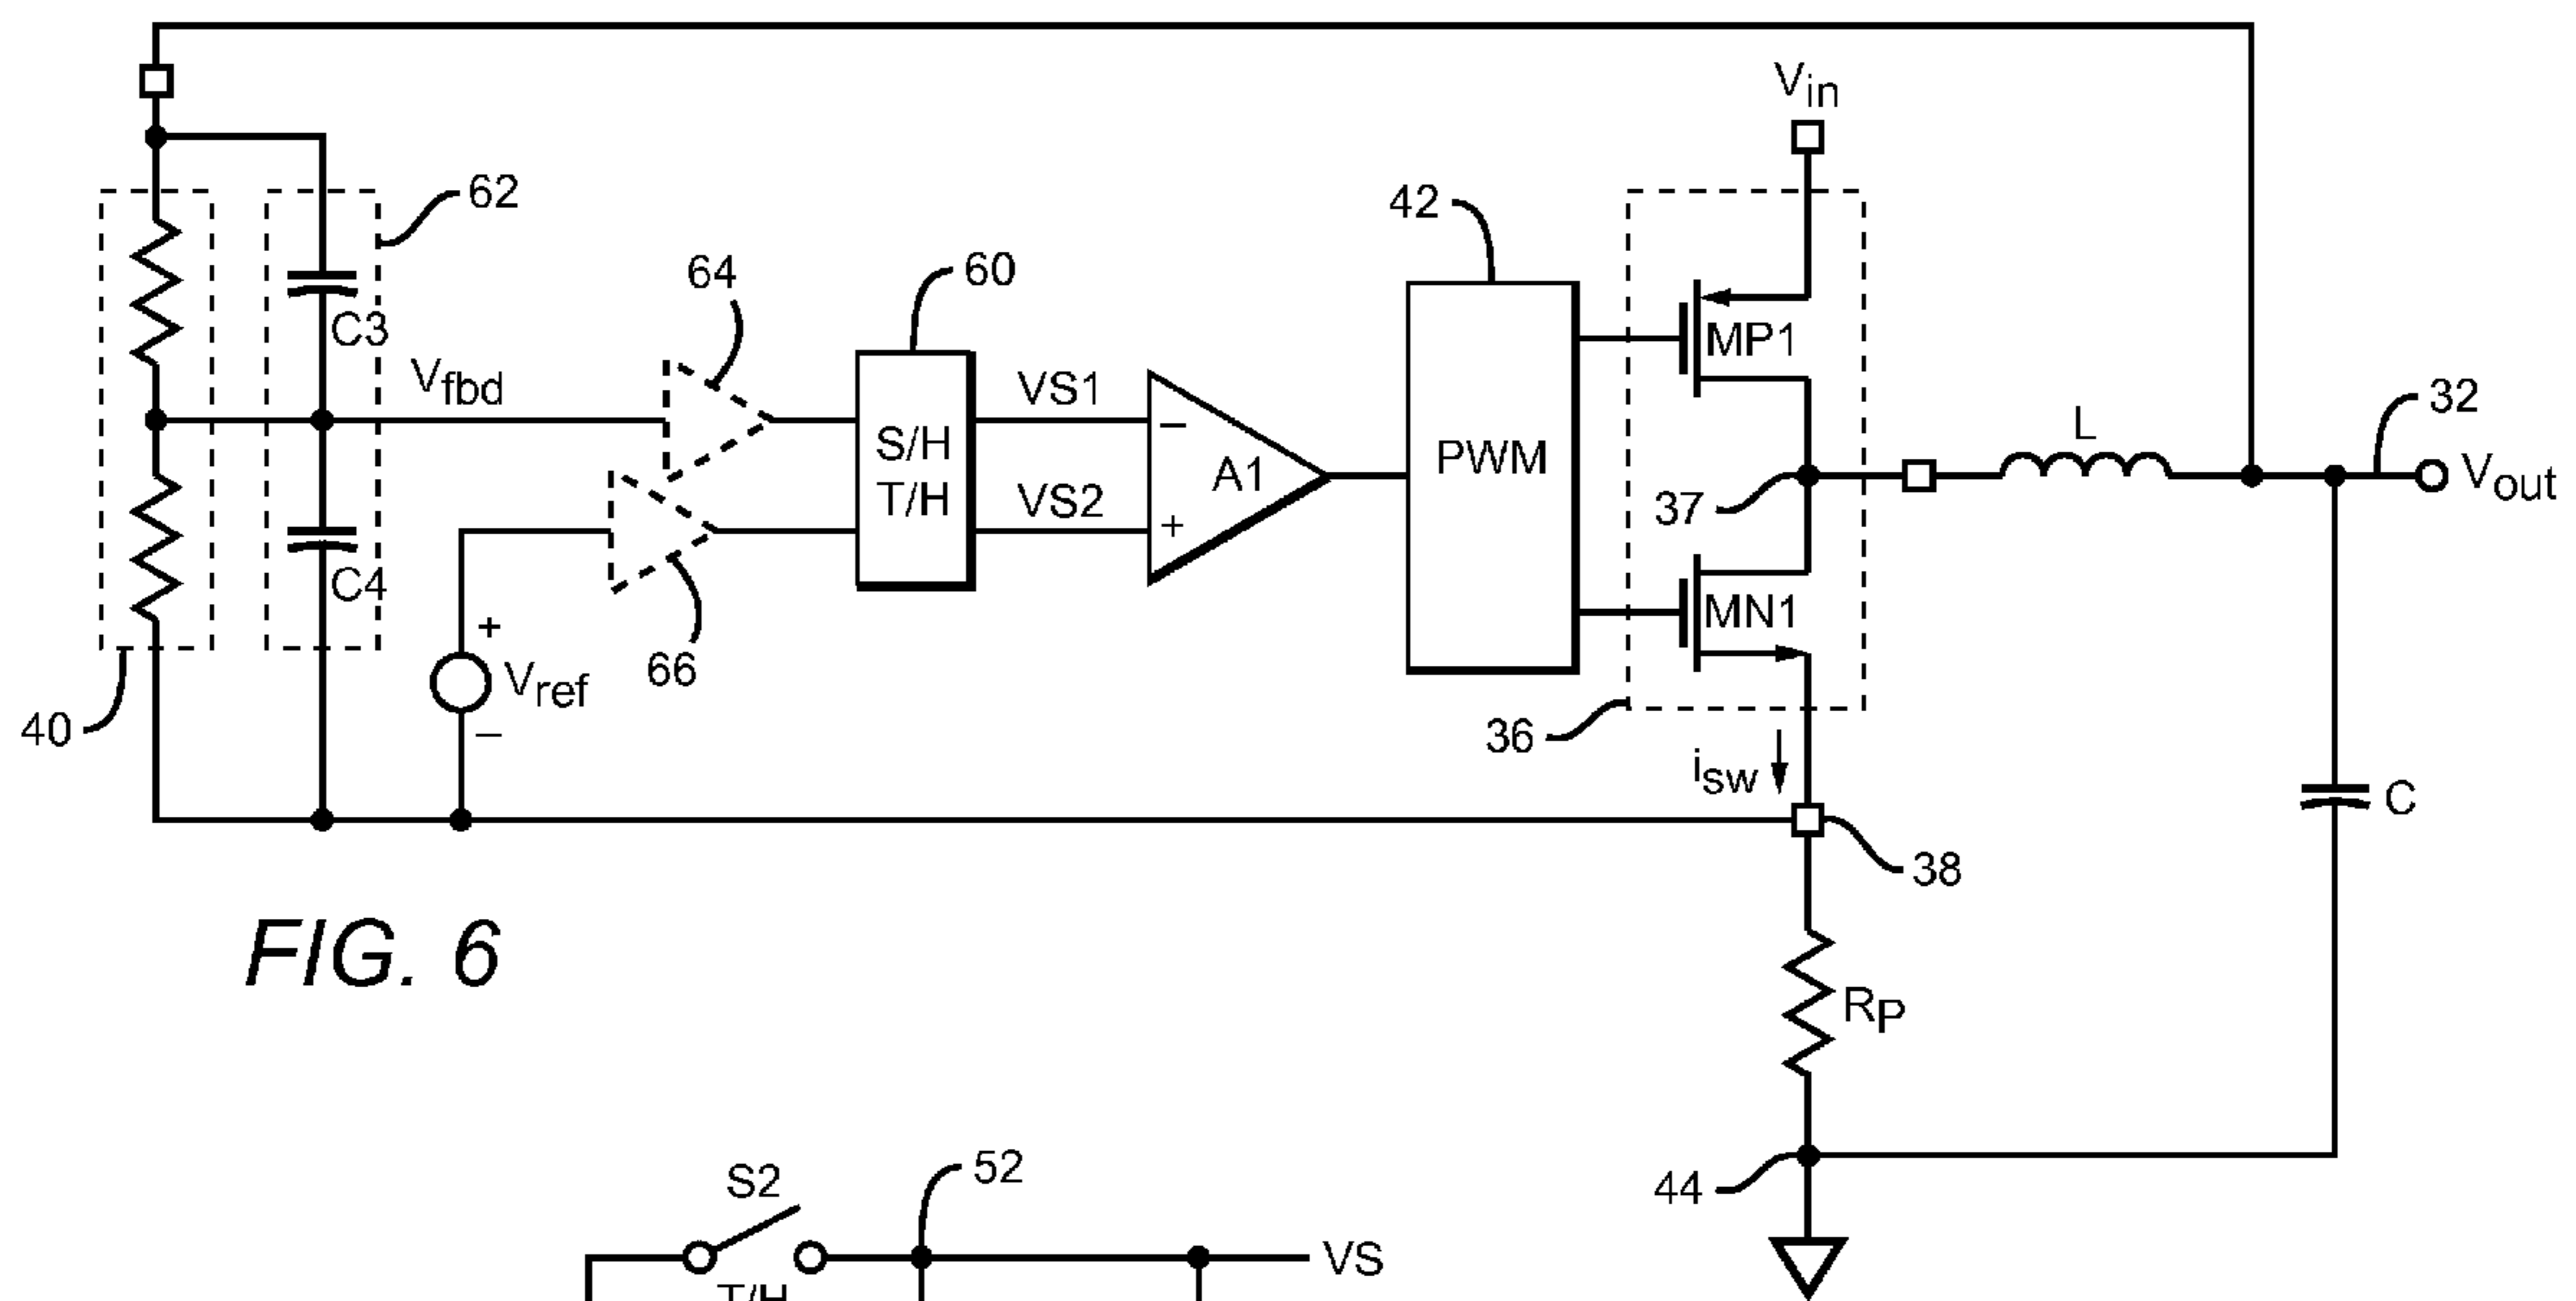 Vin
62
42
64
60
C3
MP1
Vfbd
VS1
32
L
S/H
T/H
A1
PWM
Vout
VS2
37
−
+
C4
MN1
+
66
Vref
−
40
36
isw
C
38
FIG. 6
RP
44
52
S2
VS
T/H